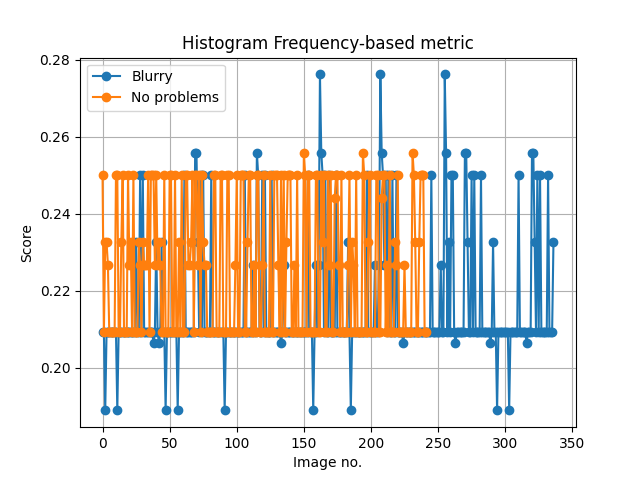 Histogram Frequency-based metric
Blurry
No problems
0.28
0.26
0.24
0.22
0.20
Score
0
50
100
150
200
250
300
350
Image no.